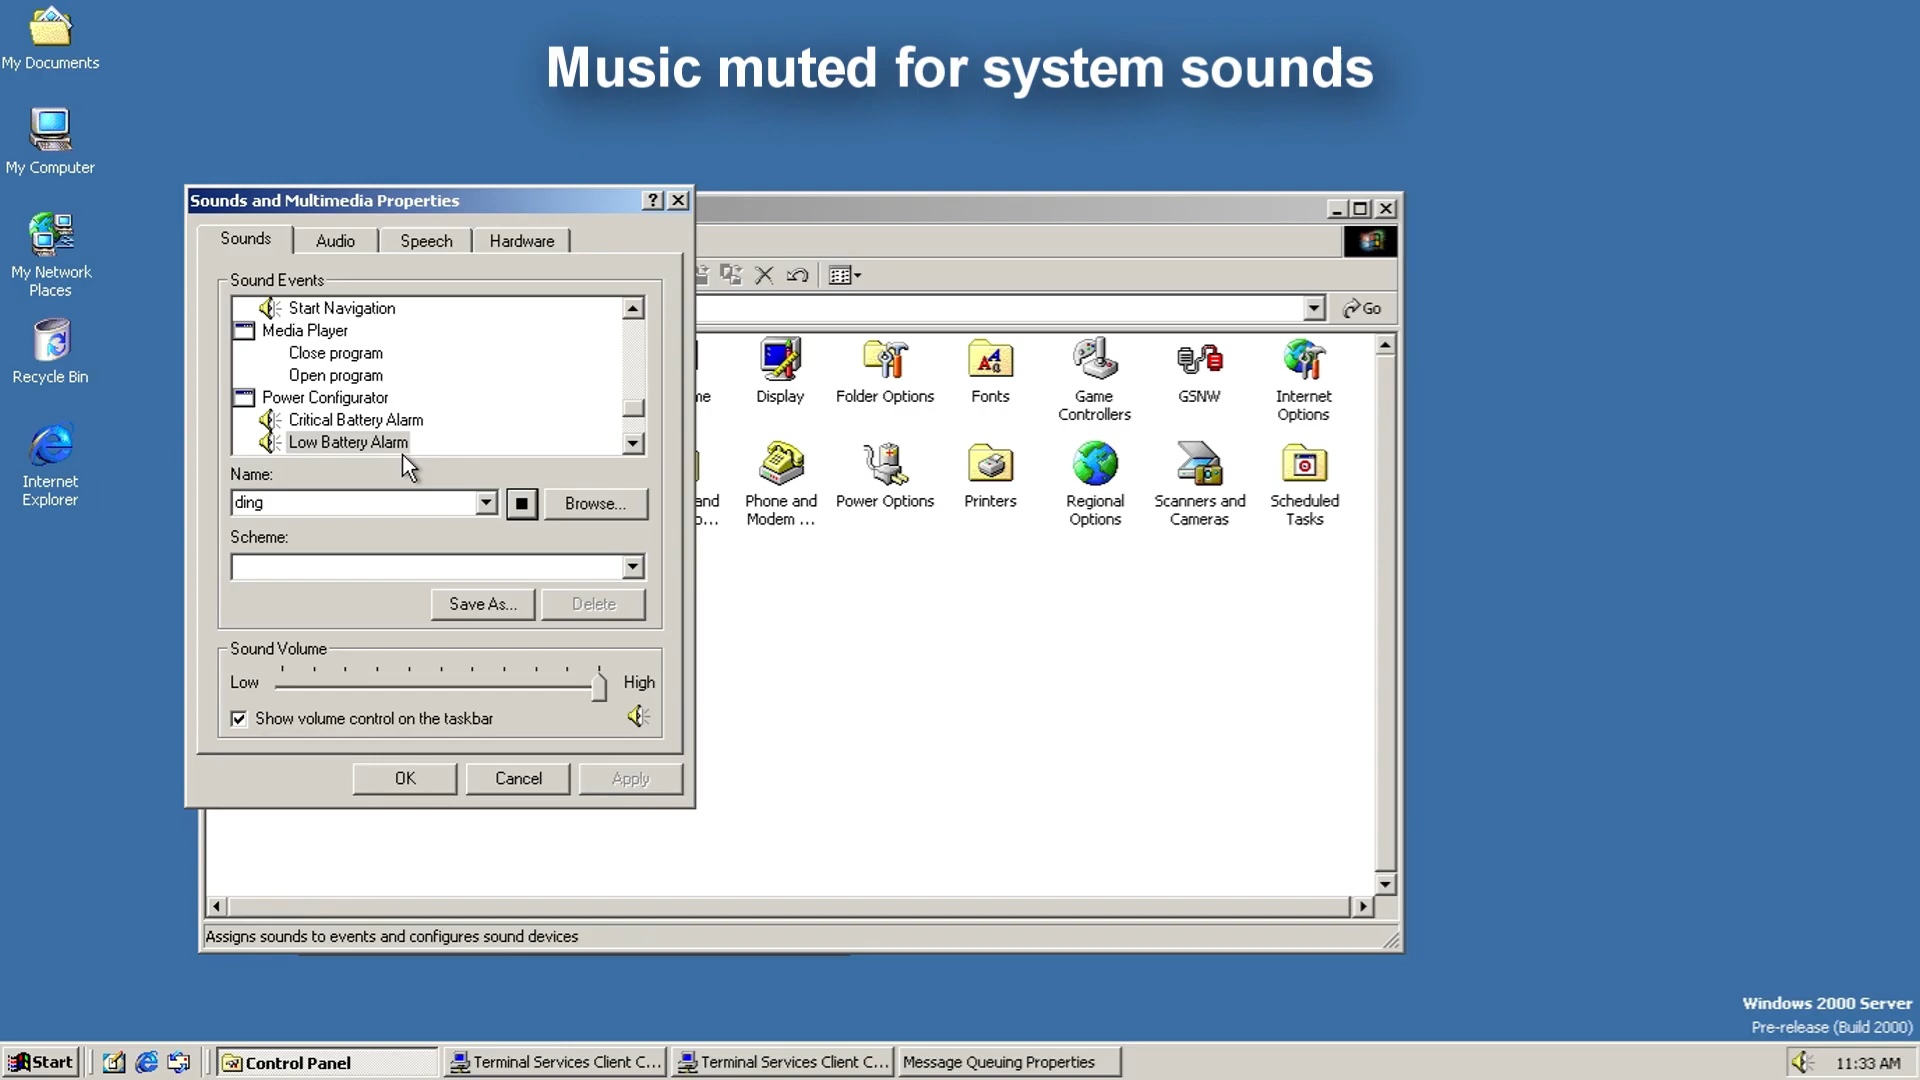 Music muted for system sounds
My Documents
My Computer
My Network
Places
Recycle Bin
Internet
Explorer
Sounds and Multimedia Properties
Sounds
Audio
Speech
Hardware
Sound Events
Start Navigation
Media Player
Close program
Open program
Power Configurator
Critical Battery Alarm
Low Battery Alarm
Name:
ding
Browse...
Scheme:
Save As...
Delete
Sound Volume
Low
High
Show volume control on the taskbar
OK
Cancel
Apply
Go
Display
Folder Options
Fonts
Game
Controllers
GSNW
Internet
Options
Phone and
Modem ...
Power Options
Printers
Regional
Options
Scanners and
Cameras
Scheduled
Tasks
Assigns sounds to events and configures sound devices
Windows 2000 Server
Pre-release (Build 2000)
Start
Control Panel
Terminal Services Client C...
Terminal Services Client C...
Message Queuing Properties
11:33 AM